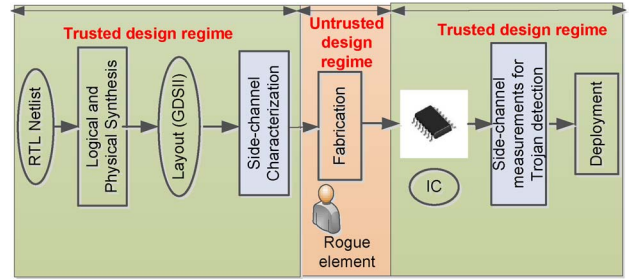 Trusted design regime
Untrusted
design
regime
Trusted design regime
RTL Netlist
Logical and
Physical Synthesis
Layout (GDSII)
Side-channel
Characterization
Fabrication
Rogue
element
IC
Side-channel
measurements for
Trojan detection
Deployment